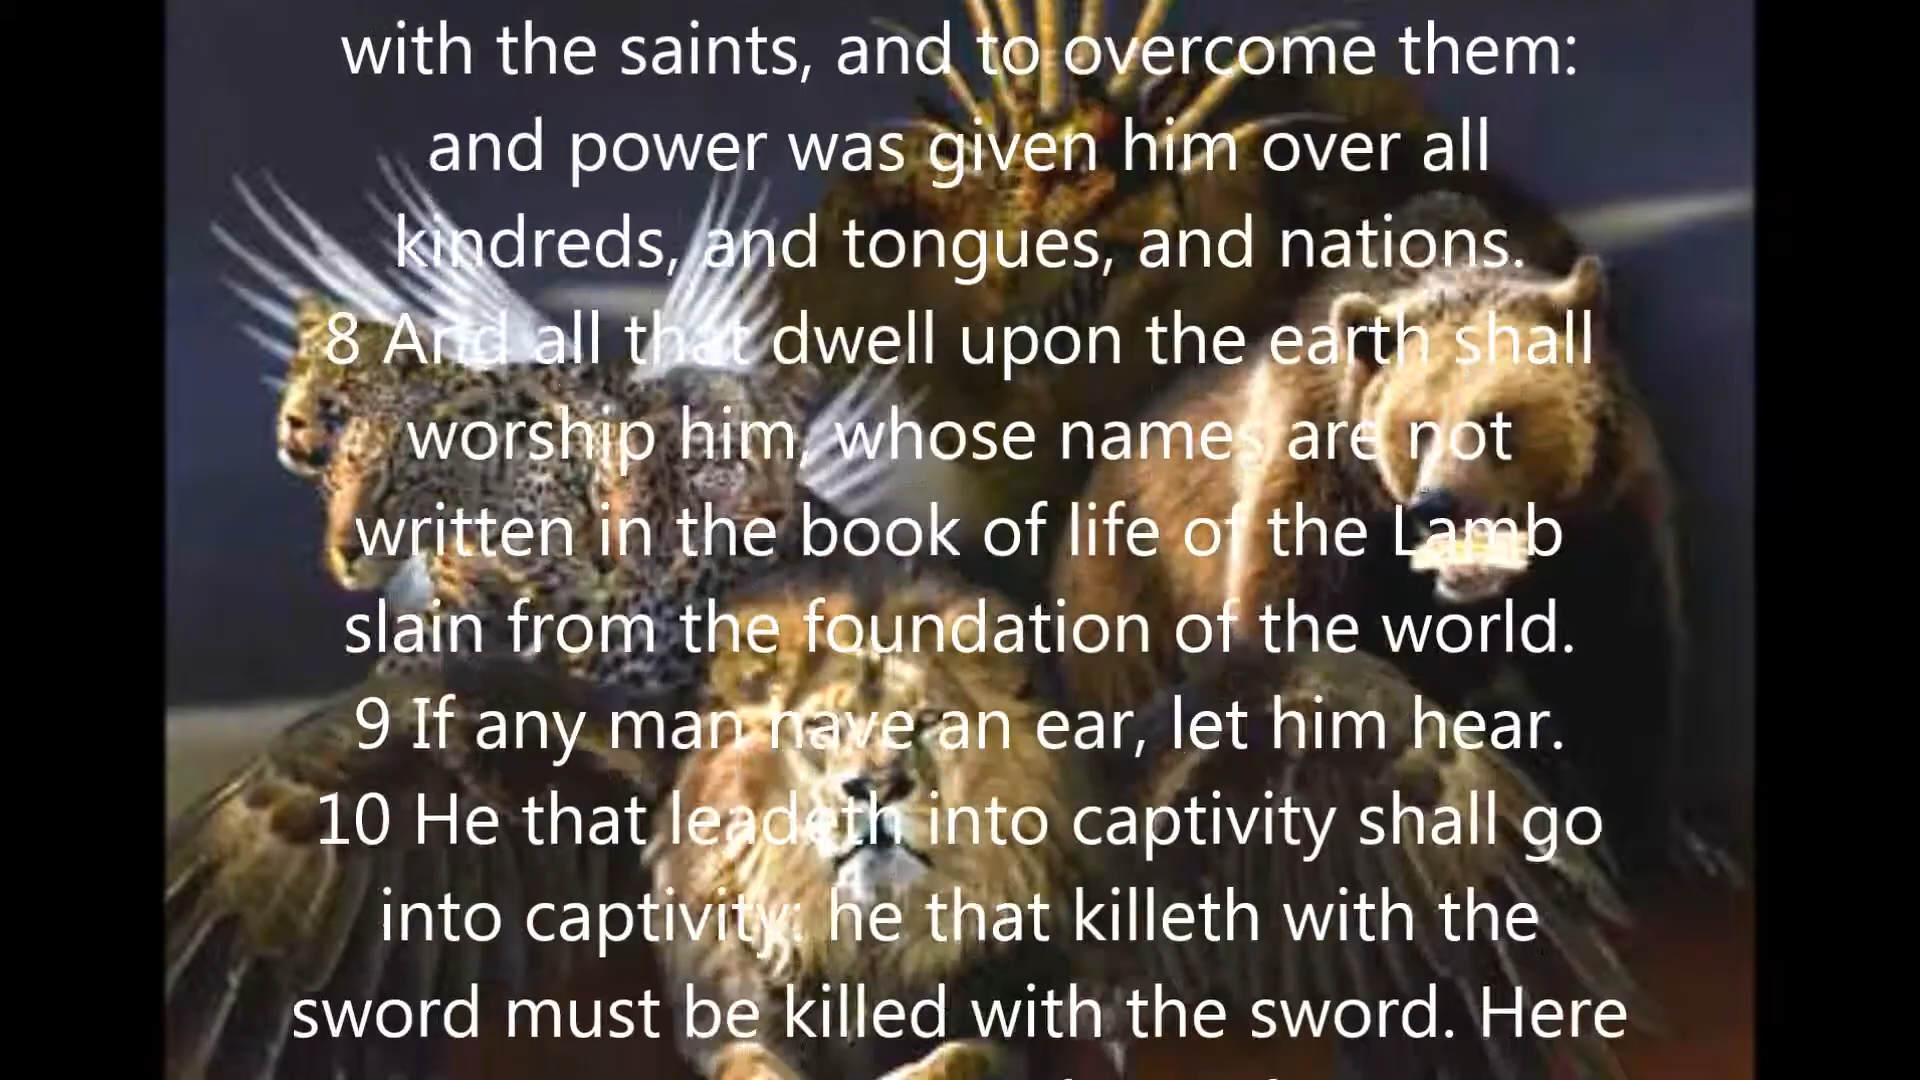 with the saints, and to overcome them:
and power was given him over all
kindreds, and tongues, and nations.
8 And all that dwell upon the earth shall
worship him, whose names are not
written in the book of life of the Lamb
slain from the foundation of the world.
9 If any man have an ear, let him hear.
10 He that leadeth into captivity shall go
into captivity: he that killeth with the
sword must be killed with the sword. Here